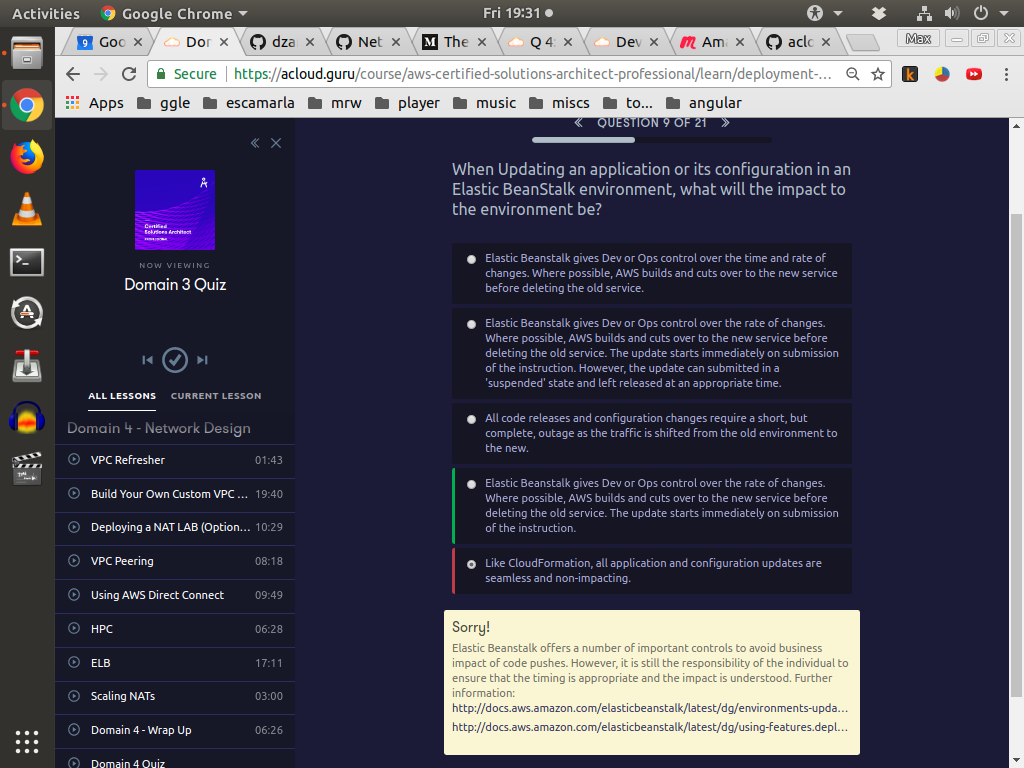 Activities Google Chrome Fri 19:31
Goo Dor dza Net M The Q 4: Dev Am aclo Max
Secure https://acloud.guru/course/aws-certified-solutions-architect-professional/learn/deployment-...
Apps ggle escamarla mrw player music miscs to... angular
Certified
Solutions Architect
NOW VIEWING
Domain 3 Quiz
ALL LESSONS CURRENT LESSON
Domain 4 - Network Design
VPC Refresher 01:43
Build Your Own Custom VPC ... 19:40
Deploying a NAT LAB (Option... 10:29
VPC Peering 08:18
Using AWS Direct Connect 09:49
HPC 06:28
ELB 17:11
Scaling NATs 03:00
Domain 4 - Wrap Up 06:26
Domain 4 Quiz
QUESTION 9 OF 21
When Updating an application or its configuration in an
Elastic BeanStalk environment, what will the impact to
the environment be?
Elastic Beanstalk gives Dev or Ops control over the time and rate of
changes. Where possible, AWS builds and cuts over to the new service
before deleting the old service.
Elastic Beanstalk gives Dev or Ops control over the rate of changes.
Where possible, AWS builds and cuts over to the new service before
deleting the old service. The update starts immediately on submission
of the instruction. However, the update can submitted in a
'suspended' state and left released at an appropriate time.
All code releases and configuration changes require a short, but
complete, outage as the traffic is shifted from the old environment to
the new.
Elastic Beanstalk gives Dev or Ops control over the rate of changes.
Where possible, AWS builds and cuts over to the new service before
deleting the old service. The update starts immediately on submission
of the instruction.
Like CloudFormation, all application and configuration updates are
seamless and non-impacting.
Sorry!
Elastic Beanstalk offers a number of important controls to avoid business
impact of code pushes. However, it is still the responsibility of the individual to
ensure that the timing is appropriate and the impact is understood. Further
information:
http://docs.aws.amazon.com/elasticbeanstalk/latest/dg/environments-upda...
http://docs.aws.amazon.com/elasticbeanstalk/latest/dg/using-features.depl...